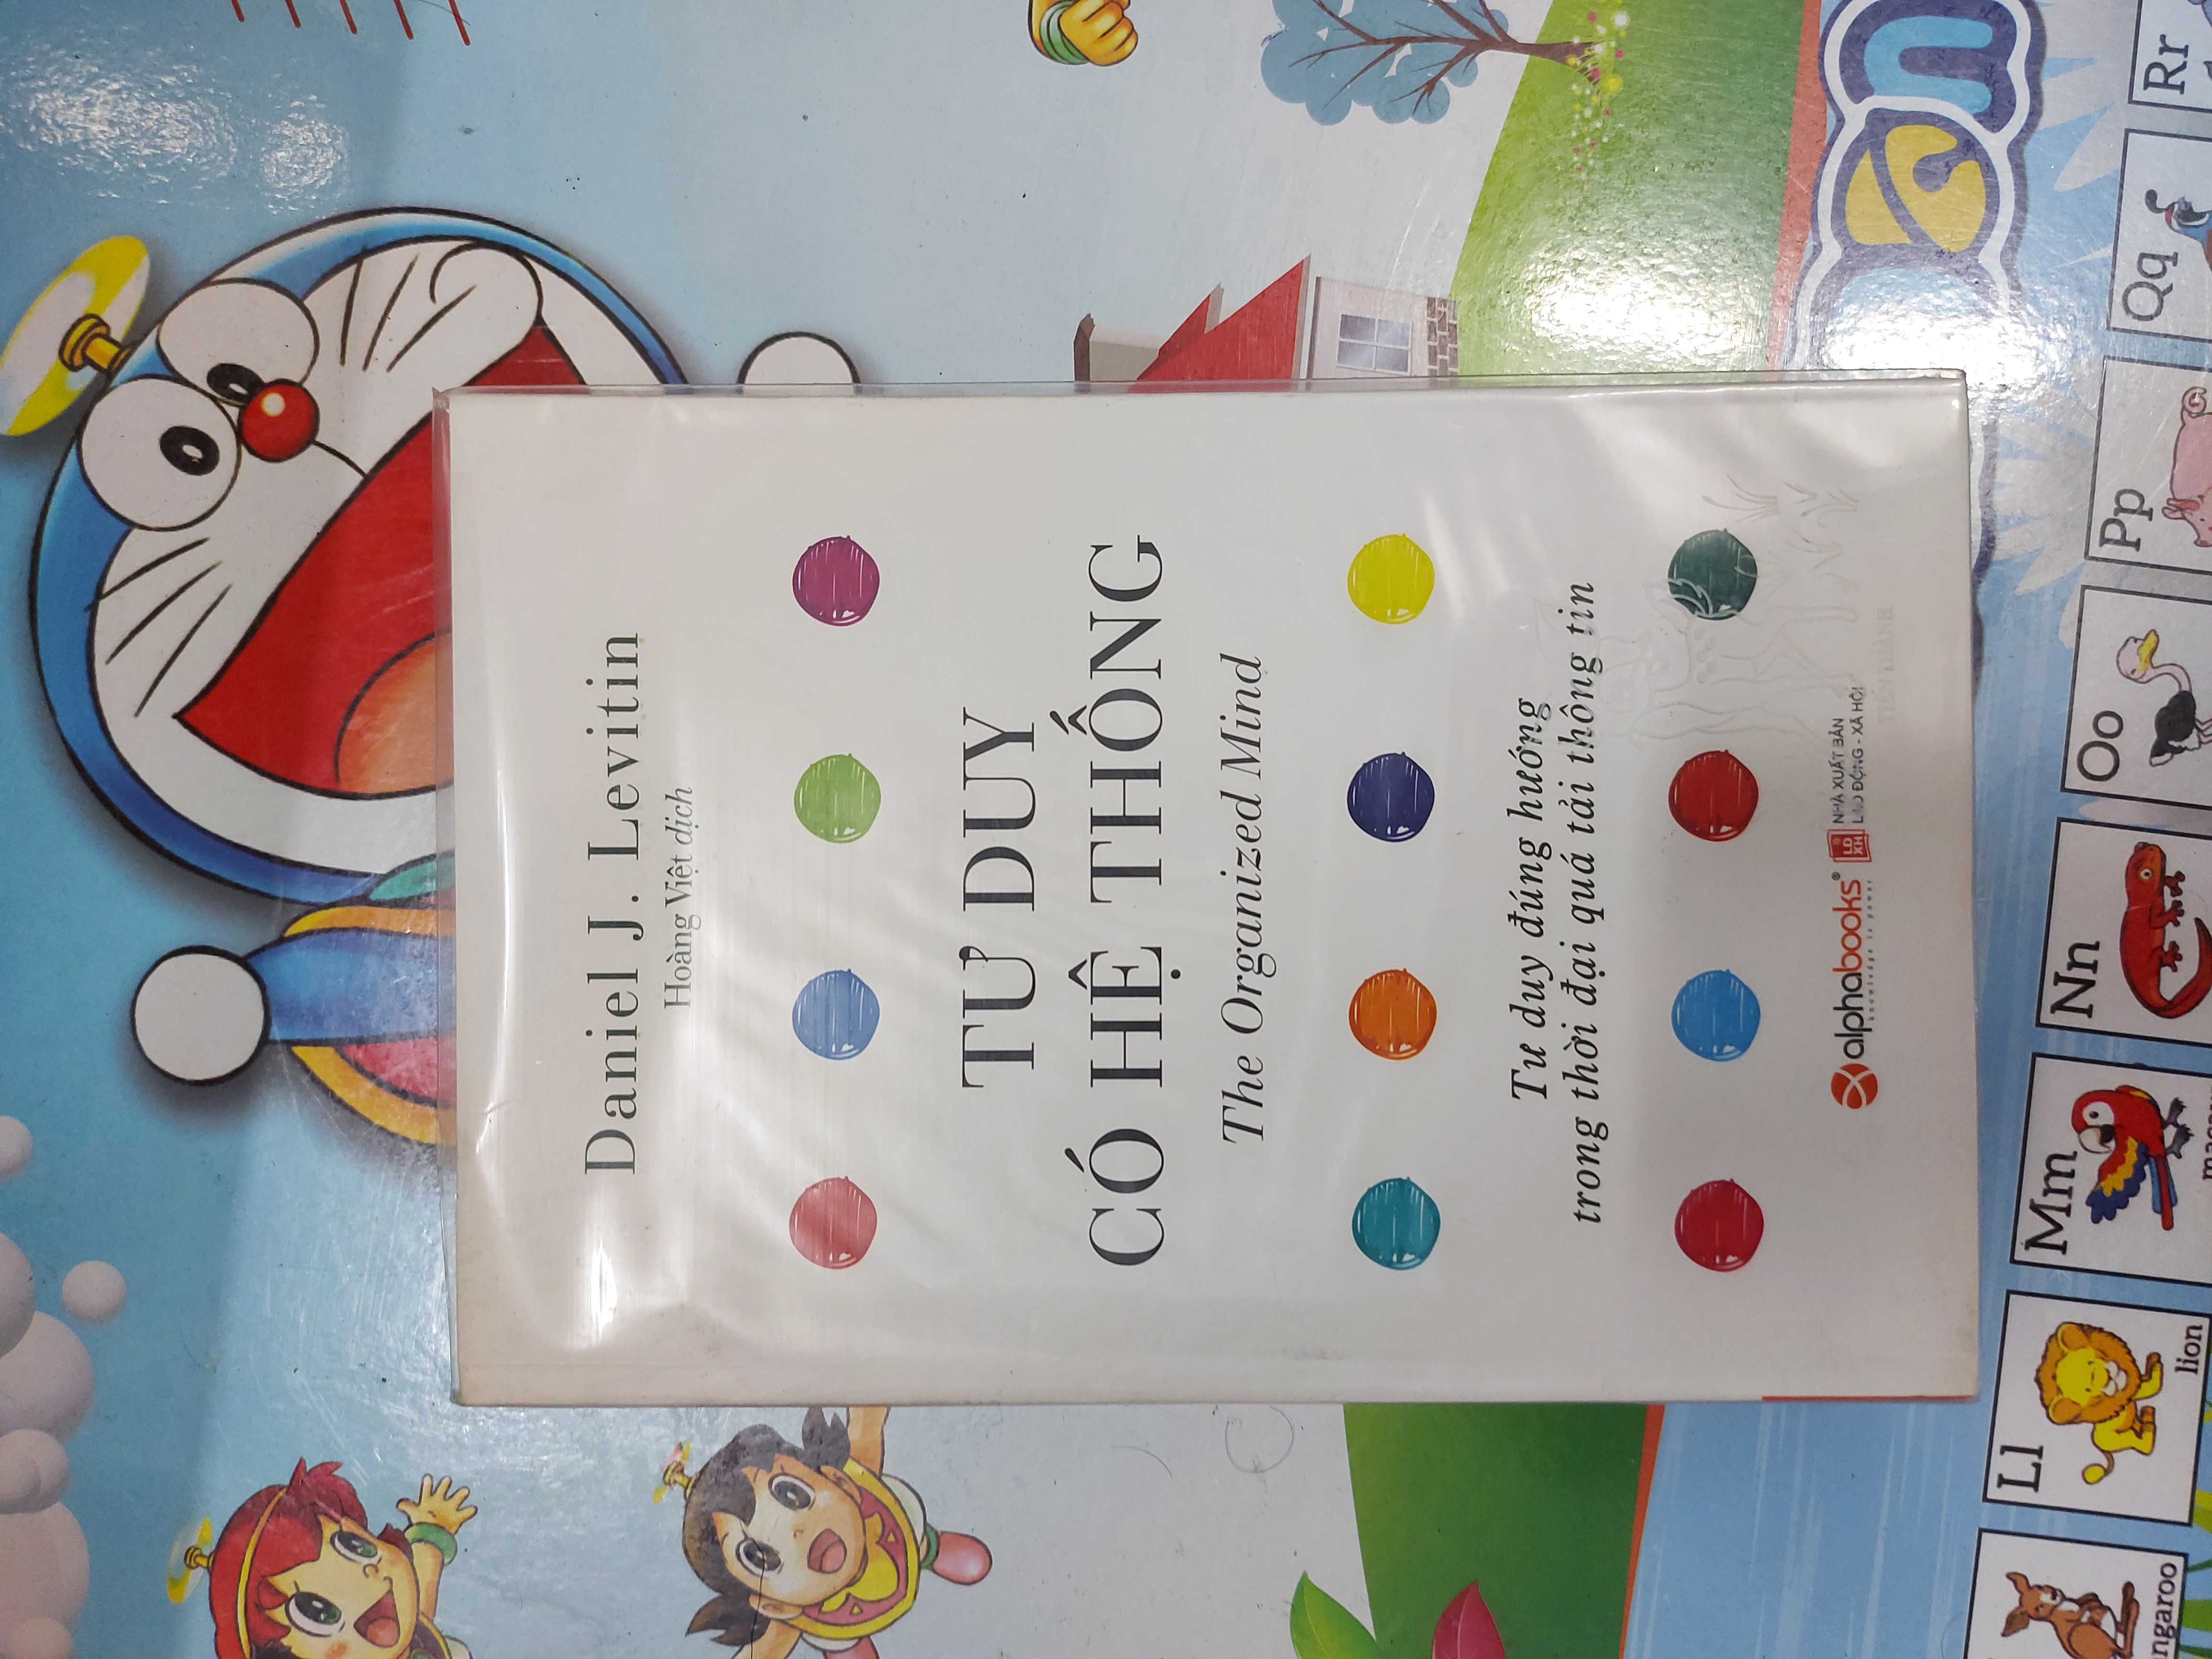 Daniel J. Levitin
Hoàng Việt dịch
TƯ DUY
CÓ HỆ THỐNG
The Organized Mind
Tư duy đúng hướng
trong thời đại quá tải thông tin
alphabooks®
knowledge is power
LĐ
XH
NHÀ XUẤT BẢN
LAO ĐỘNG - XÃ HỘI
TIẾN THÀNH
Ll
Mm
Nn
Oo
Pp
Qq
Rr
ngaroo
lion